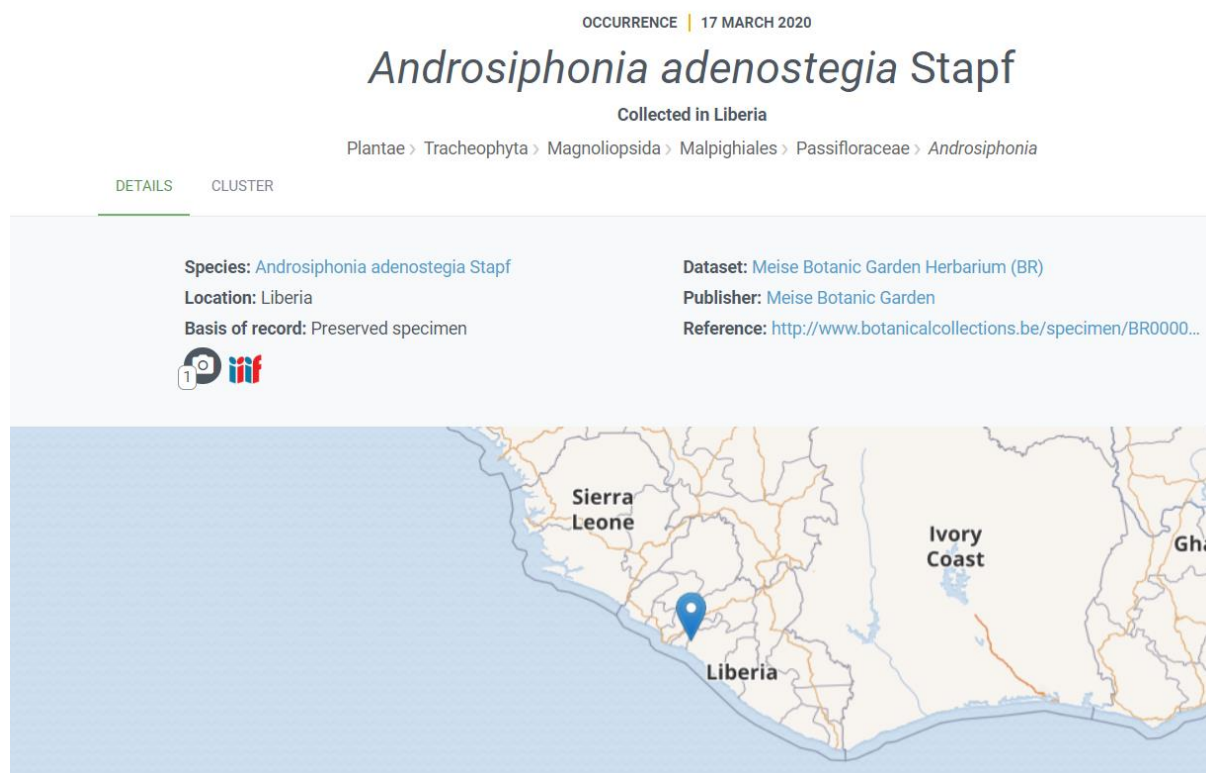 OCCURRENCE | 17 MARCH 2020
Androsiphonia adenostegia Stapf
Collected in Liberia
Plantae › Tracheophyta › Magnoliopsida › Malpighiales › Passifloraceae › Androsiphonia
DETAILS CLUSTER
Species: Androsiphonia adenostegia Stapf
Location: Liberia
Basis of record: Preserved specimen
Dataset: Meise Botanic Garden Herbarium (BR)
Publisher: Meise Botanic Garden
Reference: http://www.botanicalcollections.be/specimen/BR0000...
1 iiif
Sierra
Leone
Ivory
Coast
Gha
Liberia